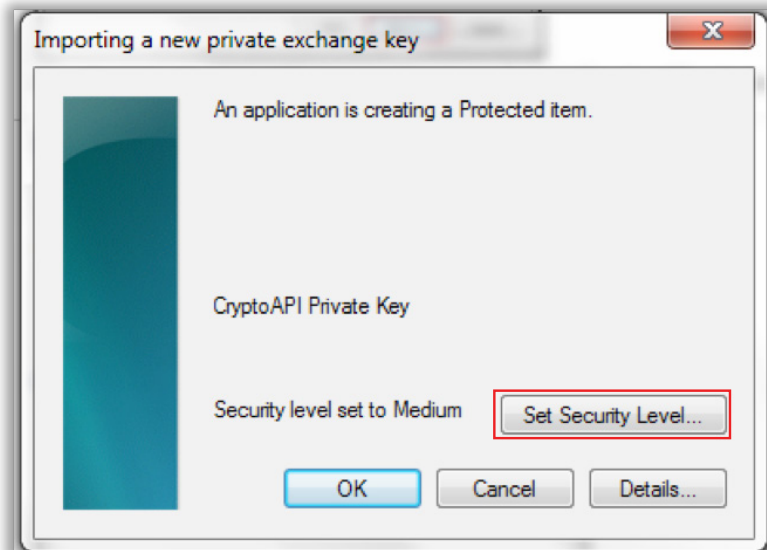 Importing a new private exchange key
An application is creating a Protected item.
CryptoAPI Private Key
Security level set to Medium
Set Security Level...
OK
Cancel
Details...